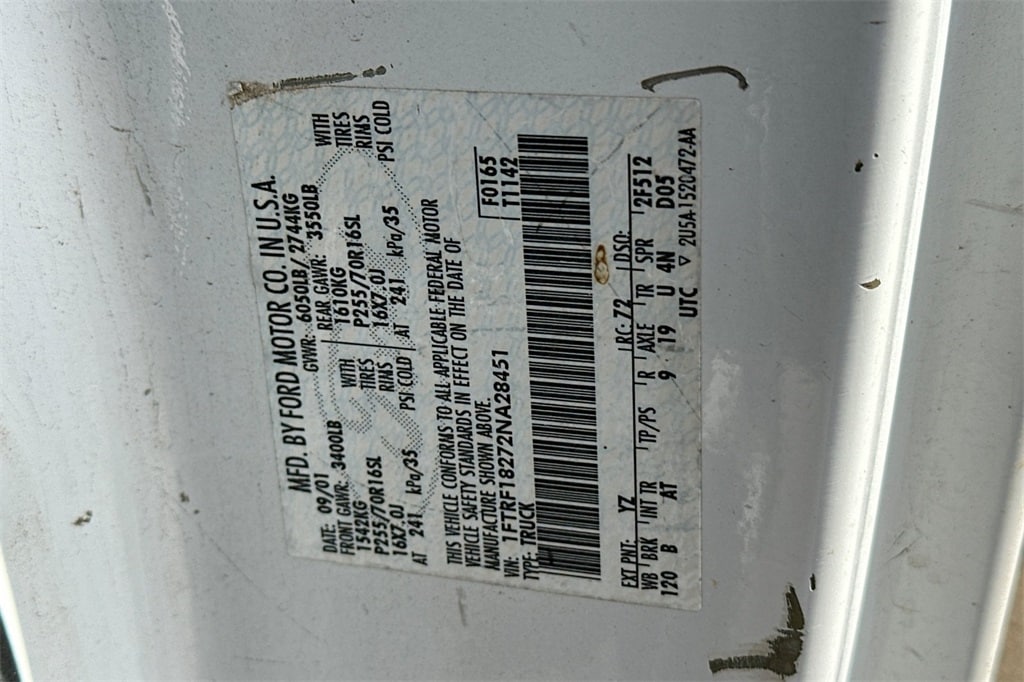 MFD. BY FORD MOTOR CO. IN U.S.A.
DATE: 09/01 GVWR: 6050LB/ 2744KG
FRONT GAWR: 3400LB REAR GAWR: 3550LB
1542KG WITH 1610KG WITH
P255/70R16SL TIRES P255/70R16SL TIRES
16X7.0J RIMS 16X7.0J RIMS
AT 241 kPa/35 PSI COLD AT 241 kPa/35 PSI COLD
THIS VEHICLE CONFORMS TO ALL APPLICABLE FEDERAL MOTOR
VEHICLE SAFETY STANDARDS IN EFFECT ON THE DATE OF
MANUFACTURE SHOWN ABOVE.
VIN: 1FTRF18272NA28451 F0165
TYPE: TRUCK T1142
EXT PNT: YZ RC: 72 DSO:
WB BRK INT TR TP/PS R AXLE TR SPR 2F512
120 B AT 9 19 U 4N D05
UTC ▽ 2U5A-1520472-AA